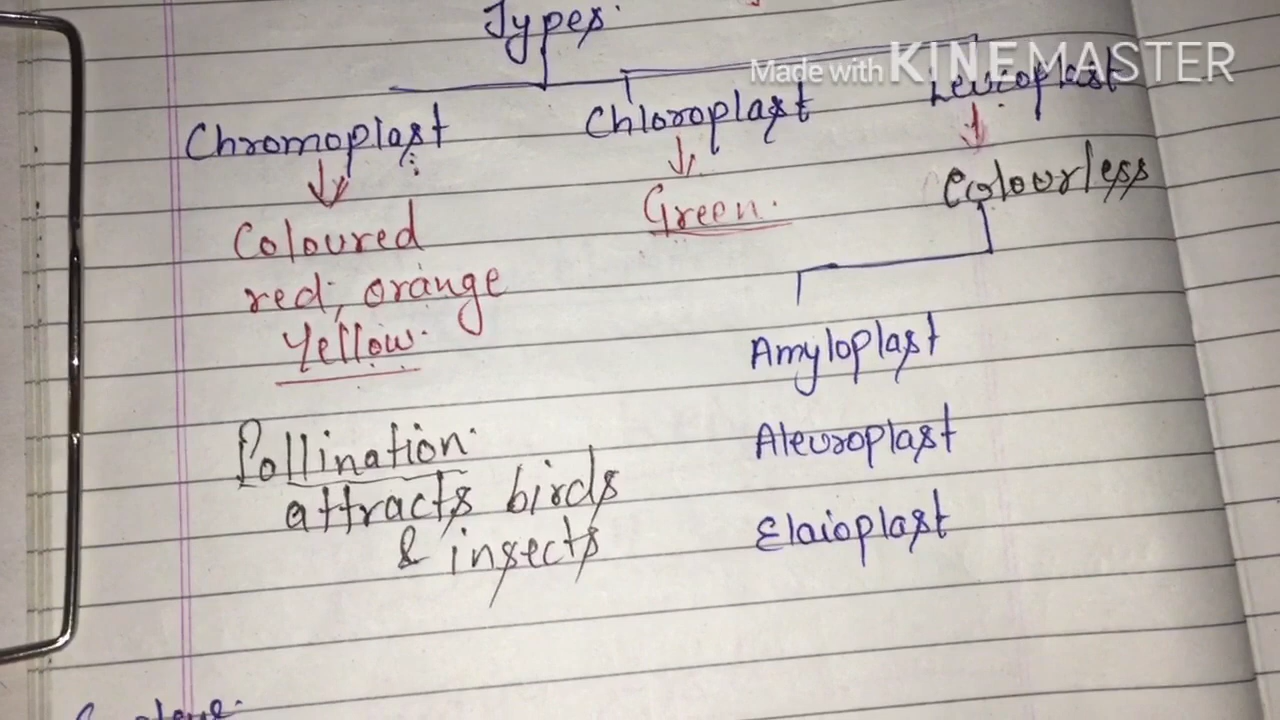 Types.
Made with KINEMASTER
Chromoplast Chloroplast Leucoplast
Coloured Green. Colourless
red, orange
Yellow.
Amyloplast
Aleuroplast
Elaioplast
Pollination.
attracts birds
& insects